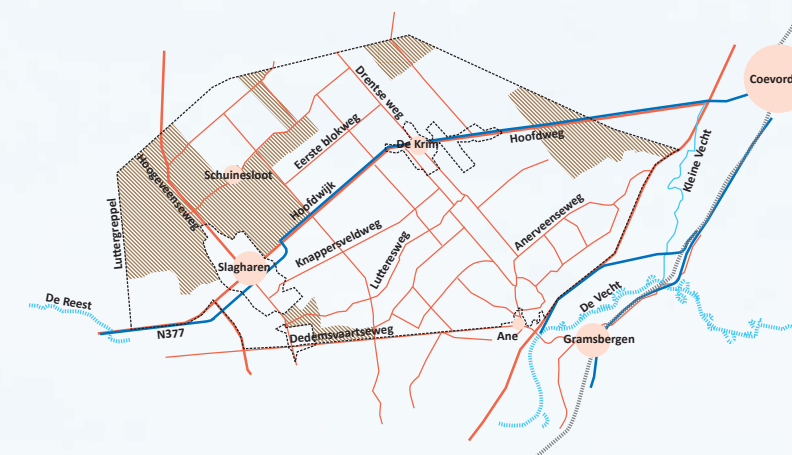 Coevord
Drentse weg
Eerste blokweg
De Krim
Hoofdweg
Kleine Vecht
Hoogeveenseweg
Schuinesloot
Hoofdwijk
Luttergreppel
Knappersveldweg
Lutteresweg
Anerveenseweg
Slagharen
De Reest
De Vecht
N377
Dedemsvaartseweg
Ane
Gramsbergen